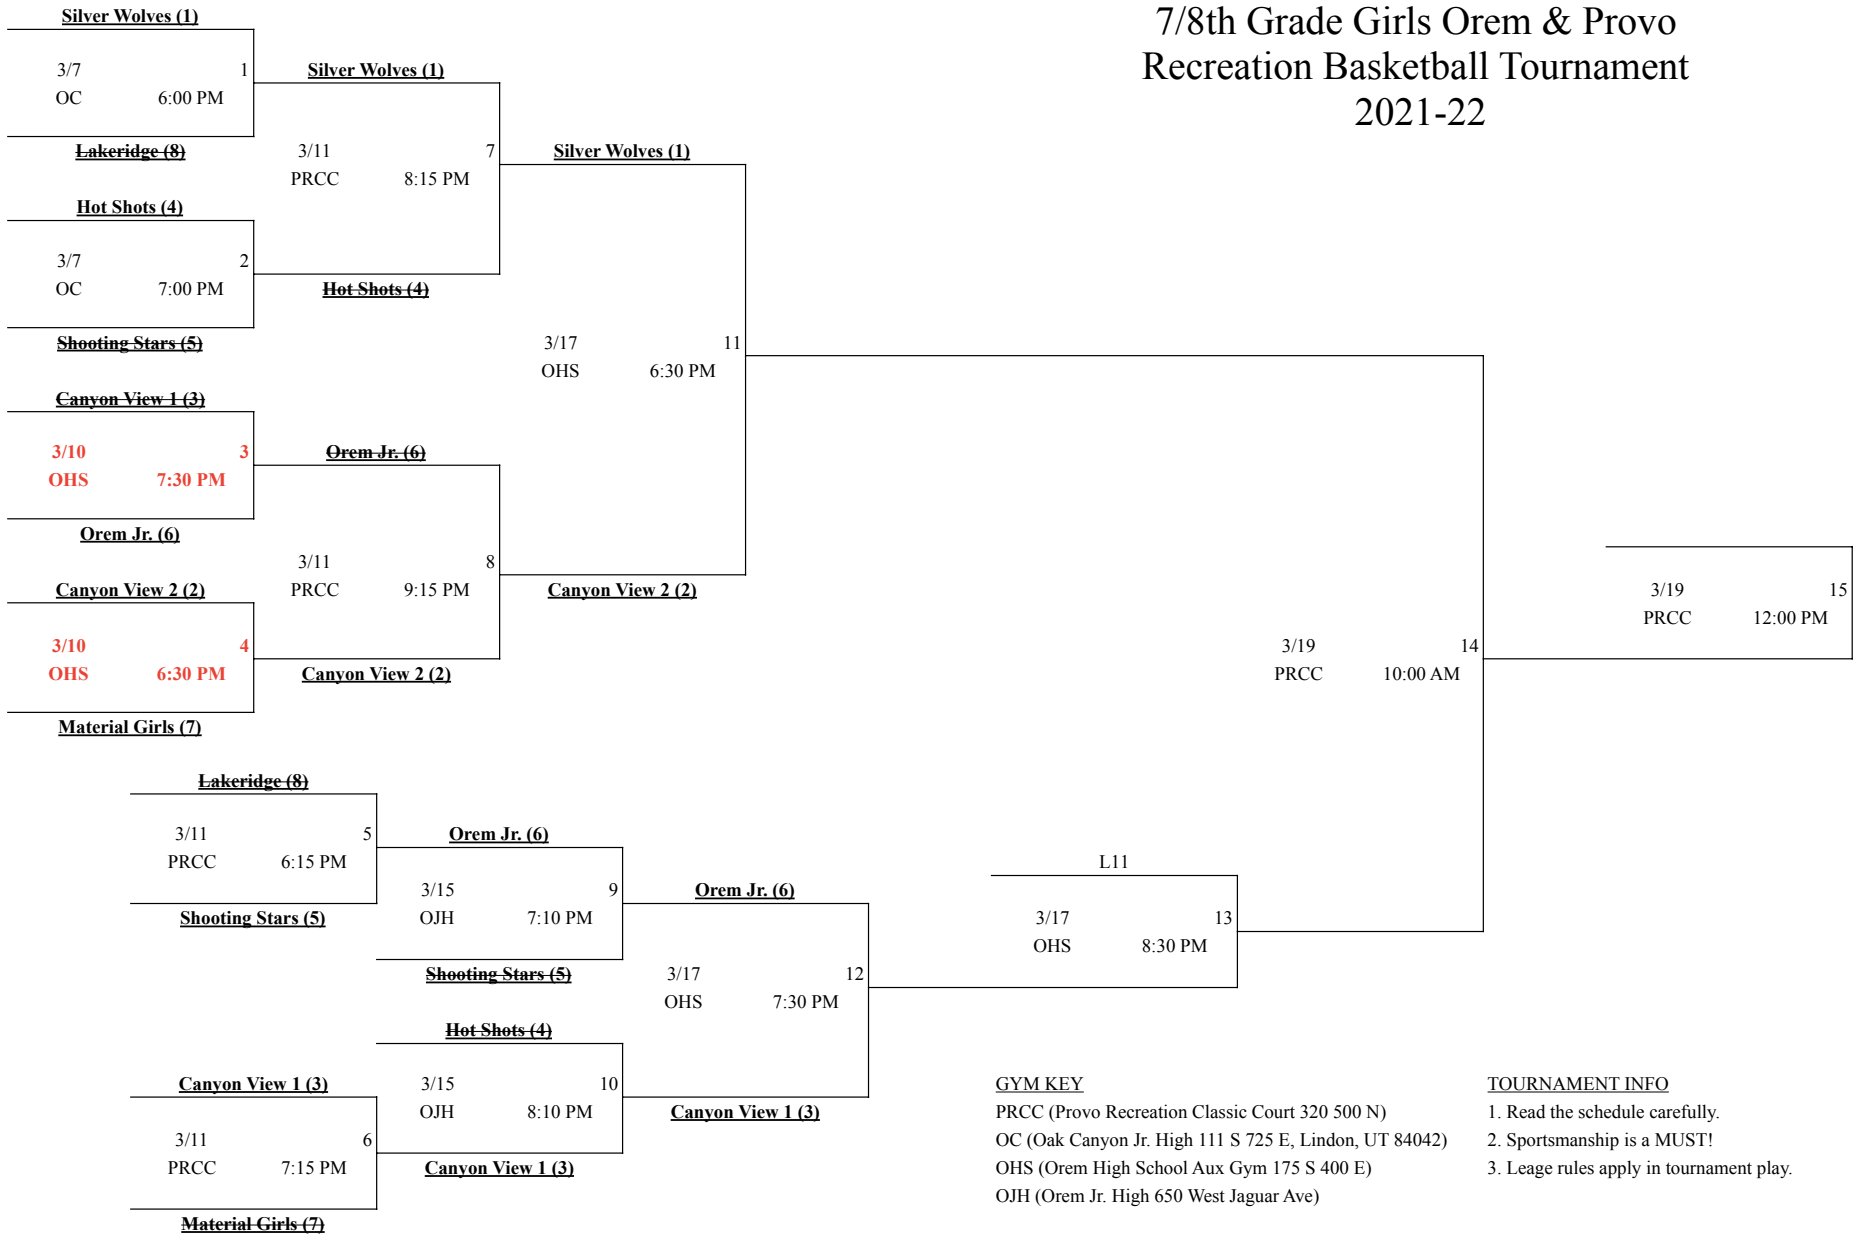 7/8th Grade Girls Orem & Provo
Recreation Basketball Tournament
2021-22
Silver Wolves (1)
3/7 1
OC 6:00 PM
Lakeridge (8)
Silver Wolves (1)
3/11 7
PRCC 8:15 PM
Hot Shots (4)
3/7 2
OC 7:00 PM
Shooting Stars (5)
Hot Shots (4)
Silver Wolves (1)
3/17 11
OHS 6:30 PM
Canyon View 1 (3)
3/10 3
OHS 7:30 PM
Orem Jr. (6)
Orem Jr. (6)
3/11 8
PRCC 9:15 PM
Canyon View 2 (2)
3/10 4
OHS 6:30 PM
Material Girls (7)
Canyon View 2 (2)
Canyon View 2 (2)
3/19 14
PRCC 10:00 AM
3/19 15
PRCC 12:00 PM
Lakeridge (8)
3/11 5
PRCC 6:15 PM
Shooting Stars (5)
Orem Jr. (6)
3/15 9
OJH 7:10 PM
Shooting Stars (5)
Orem Jr. (6)
3/17 12
OHS 7:30 PM
L11
3/17 13
OHS 8:30 PM
Hot Shots (4)
3/15 10
OJH 8:10 PM
Canyon View 1 (3)
Canyon View 1 (3)
3/11 6
PRCC 7:15 PM
Material Girls (7)
Canyon View 1 (3)
GYM KEY
PRCC (Provo Recreation Classic Court 320 500 N)
OC (Oak Canyon Jr. High 111 S 725 E, Lindon, UT 84042)
OHS (Orem High School Aux Gym 175 S 400 E)
OJH (Orem Jr. High 650 West Jaguar Ave)
TOURNAMENT INFO
1. Read the schedule carefully.
2. Sportsmanship is a MUST!
3. Leage rules apply in tournament play.